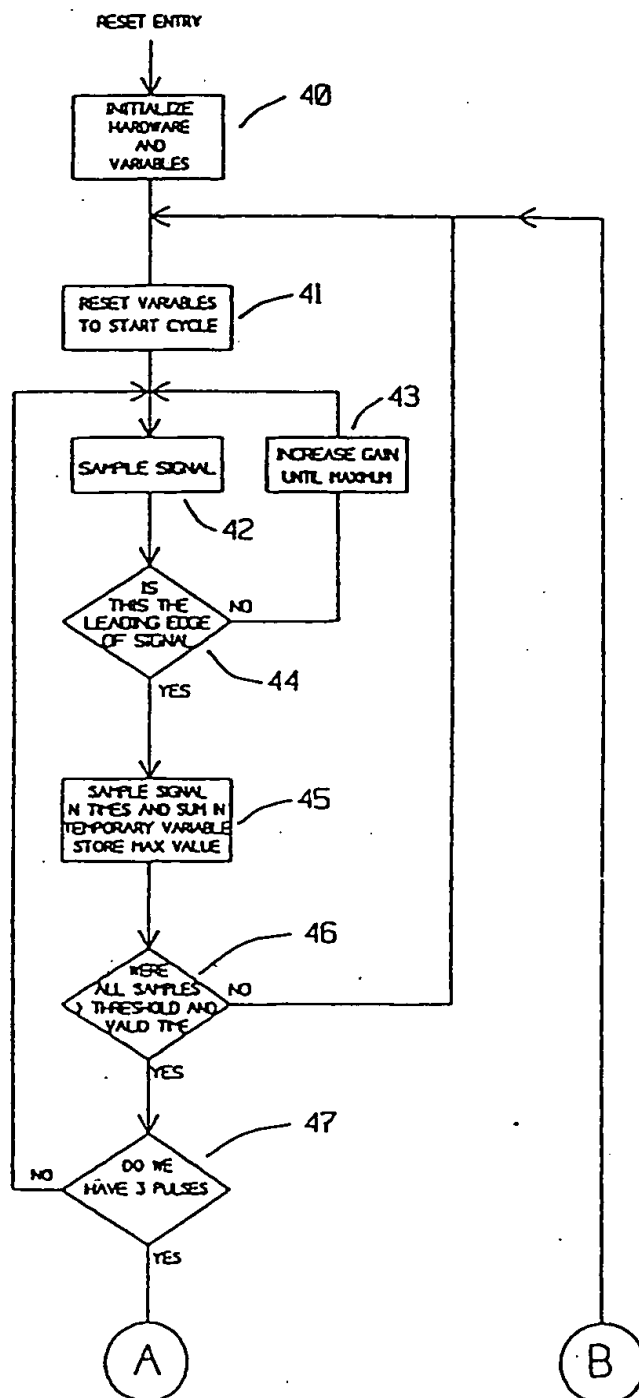 RESET ENTRY
INITIALIZE
HARDWARE
AND
VARIABLES
40
RESET VARIABLES
TO START CYCLE
41
43
SAMPLE SIGNAL
INCREASE GAIN
UNTIL MAXIMUM
42
IS
THIS THE
LEADING EDGE
OF SIGNAL
NO
44
YES
SAMPLE SIGNAL
N TIMES AND SUM IN
TEMPORARY VARIABLE
STORE MAX VALUE
45
46
WERE
ALL SAMPLES
> THRESHOLD AND
VALID TIME
NO
YES
47
DO WE
HAVE 3 PULSES
NO
YES
A
B